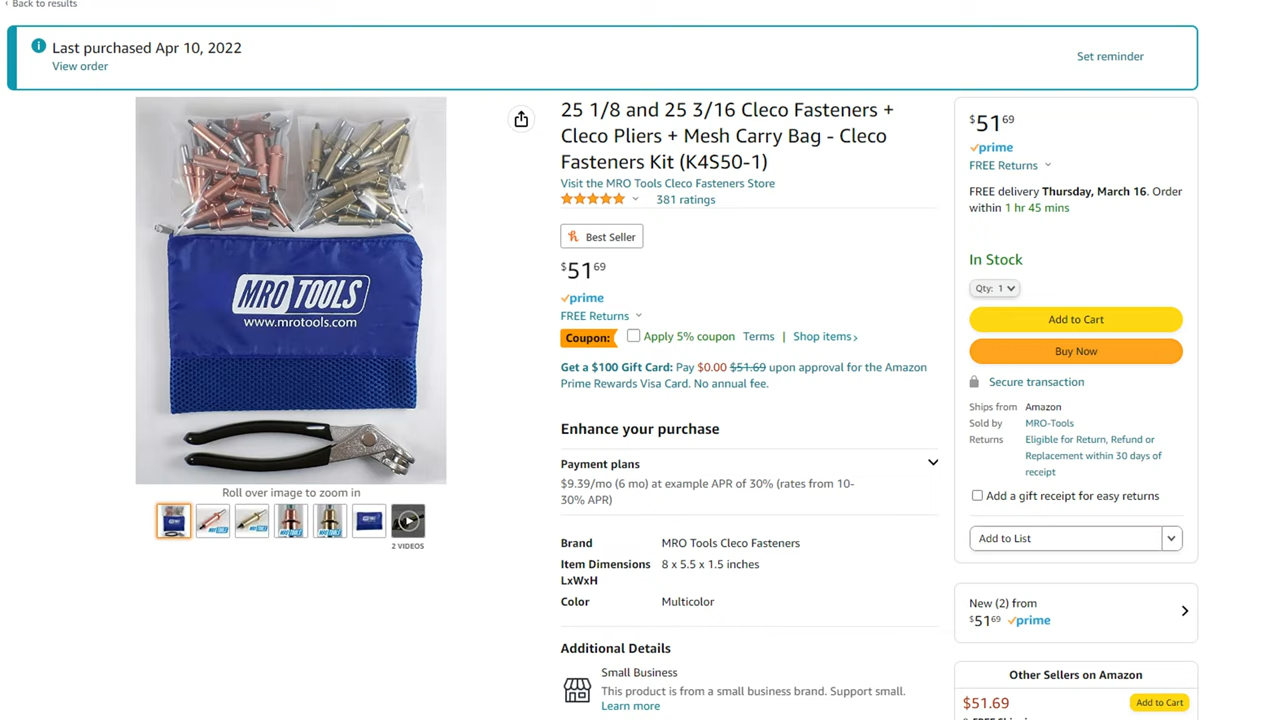 ‹ Back to results
Last purchased Apr 10, 2022
View order
Set reminder
MRO TOOLS
www.mrotools.com
Roll over image to zoom in
2 VIDEOS
25 1/8 and 25 3/16 Cleco Fasteners +
Cleco Pliers + Mesh Carry Bag - Cleco
Fasteners Kit (K4S50-1)
Visit the MRO Tools Cleco Fasteners Store
381 ratings
Best Seller
$5169
prime
FREE Returns
Coupon: Apply 5% coupon Terms | Shop items ›
Get a $100 Gift Card: Pay $0.00 $51.69 upon approval for the Amazon
Prime Rewards Visa Card. No annual fee.
Enhance your purchase
Payment plans
$9.39/mo (6 mo) at example APR of 30% (rates from 10-
30% APR)
Brand MRO Tools Cleco Fasteners
Item Dimensions 8 x 5.5 x 1.5 inches
LxWxH
Color Multicolor
Additional Details
Small Business
This product is from a small business brand. Support small.
Learn more
$5169
prime
FREE Returns
FREE delivery Thursday, March 16. Order
within 1 hr 45 mins
In Stock
Qty: 1
Add to Cart
Buy Now
Secure transaction
Ships from Amazon
Sold by MRO-Tools
Returns Eligible for Return, Refund or
Replacement within 30 days of
receipt
Add a gift receipt for easy returns
Add to List
New (2) from
$5169 prime
Other Sellers on Amazon
$51.69 Add to Cart